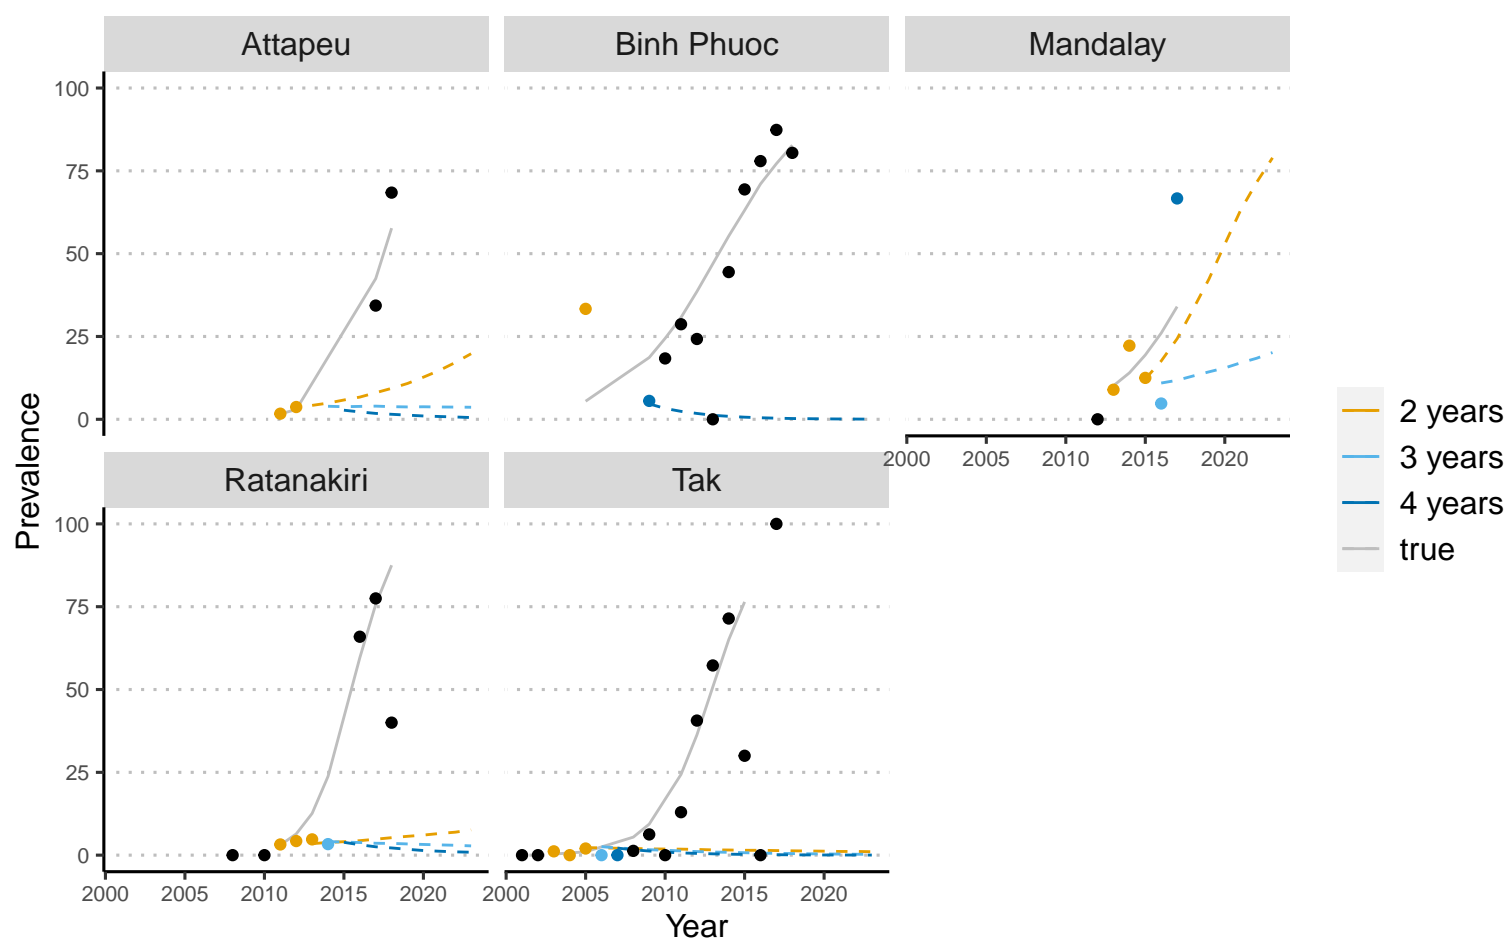 Attapeu Binh Phuoc Mandalay
100
75
50
25
0
2000 2005 2010 2015 2020
Prevalence
Ratanakiri Tak
100
75
50
25
0
2000 2005 2010 2015 2020 2000 2005 2010 2015 2020
Year
2 years
3 years
4 years
true